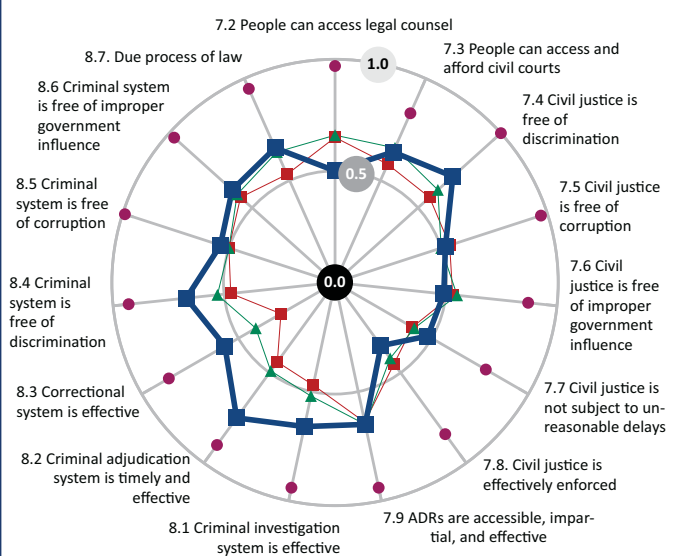 7.2 People can access legal counsel
8.7. Due process of law
1.0
7.3 People can access and
afford civil courts
8.6 Criminal system
is free of improper
government
influence
7.4 Civil justice is
free of
discrimination
0.5
8.5 Criminal
system is free
of corruption
7.5 Civil justice
is free of
corruption
0.0
8.4 Criminal
system is
free of
discrimination
7.6 Civil
justice is free
of improper
government
influence
8.3 Correctional
system is effective
7.7 Civil justice is
not subject to un-
reasonable delays
8.2 Criminal adjudication
system is timely and
effective
7.8. Civil justice is
effectively enforced
8.1 Criminal investigation
system is effective
7.9 ADRs are accessible, impar-
tial, and effective